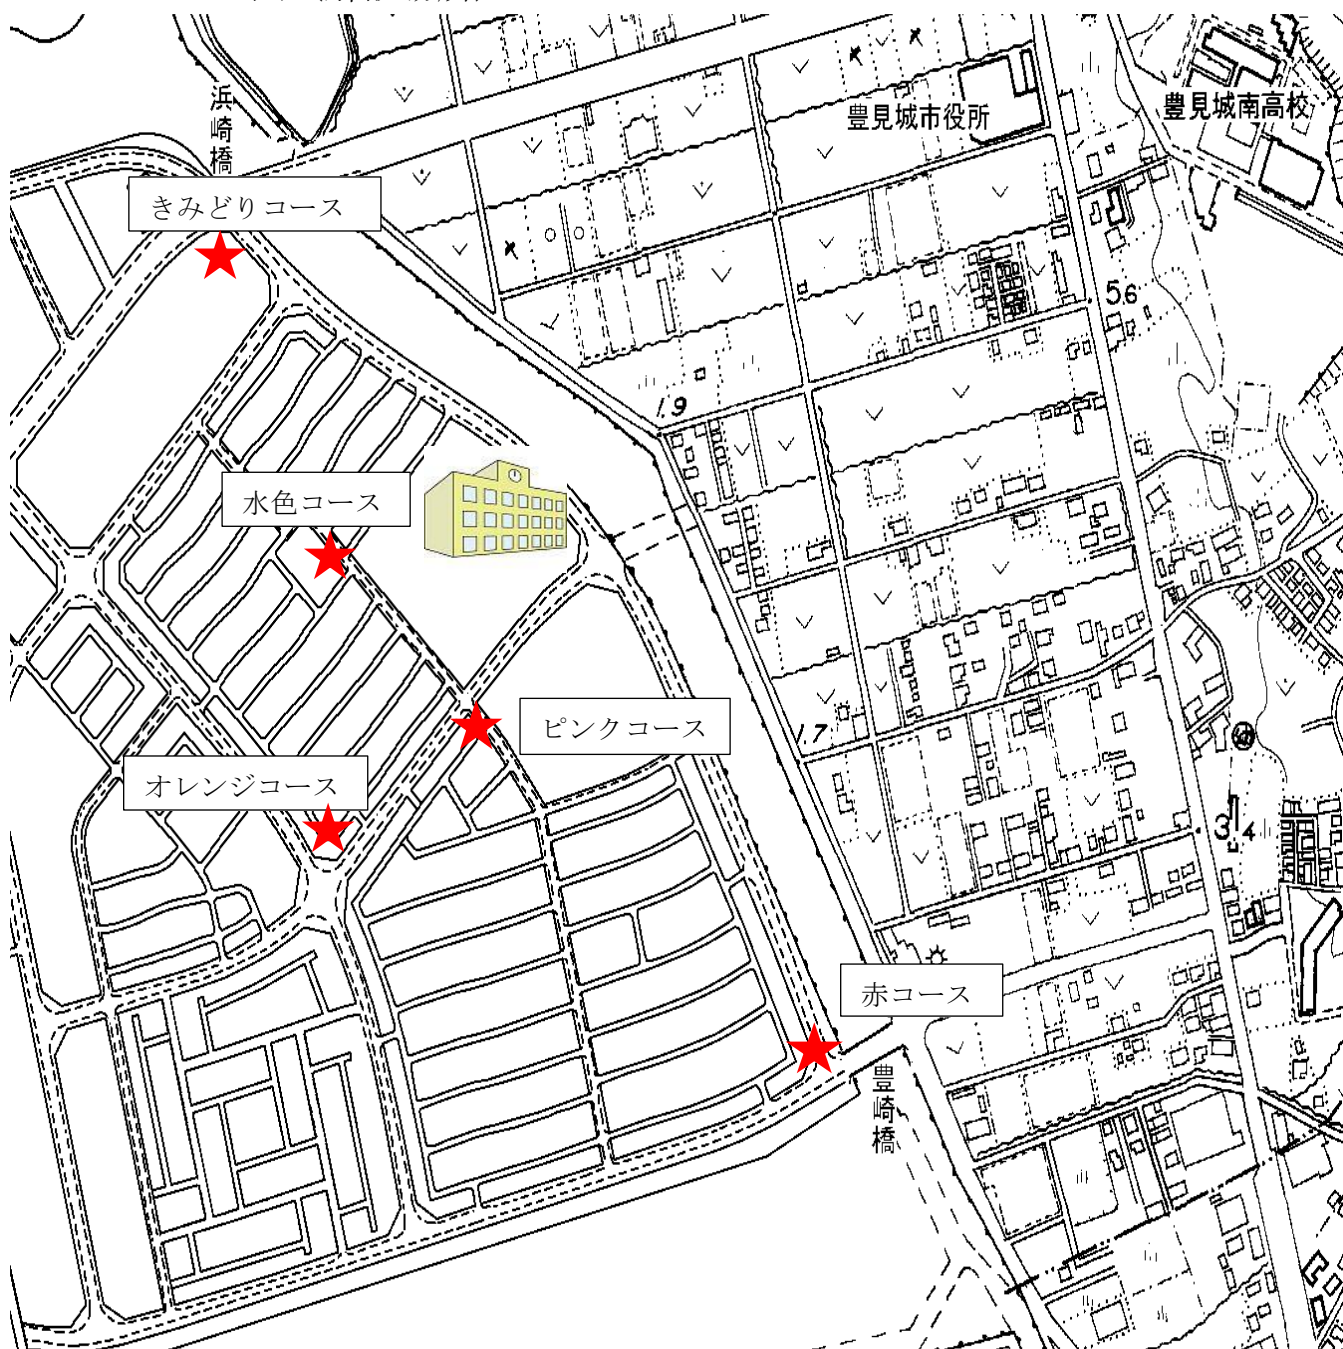 浜崎橋
豊見城市役所
豊見城南高校
きみどりコース
56
1.9
水色コース
ピンクコース
1.7
オレンジコース
幼
3.4
赤コース
豊崎橋